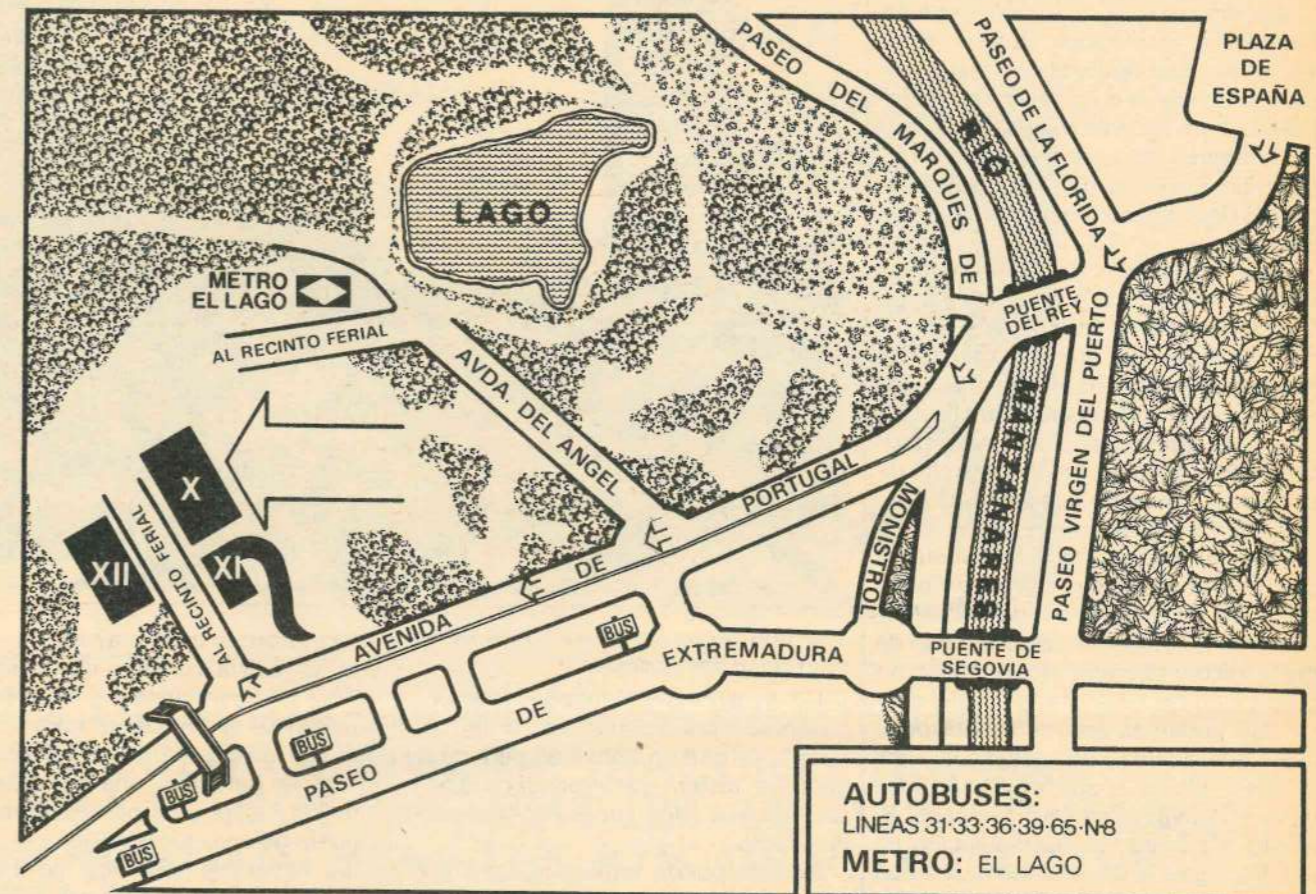 PLAZA
DE
ESPAÑA
PASEO DEL MARQUES DE
MONISTROL
RIO
MANZANARES
PASEO DE LA FLORIDA
LAGO
METRO
EL LAGO
AL RECINTO FERIAL
AVDA. DEL ANGEL
PUENTE
DEL REY
PASEO VIRGEN DEL PUERTO
X
XI
XII
AL RECINTO FERIAL
AVENIDA DE PORTUGAL
PASEO DE EXTREMADURA
PUENTE DE
SEGOVIA
BUS
BUS
BUS
BUS
AUTOBUSES:
LINEAS 31·33·36·39·65·N-8
METRO: EL LAGO